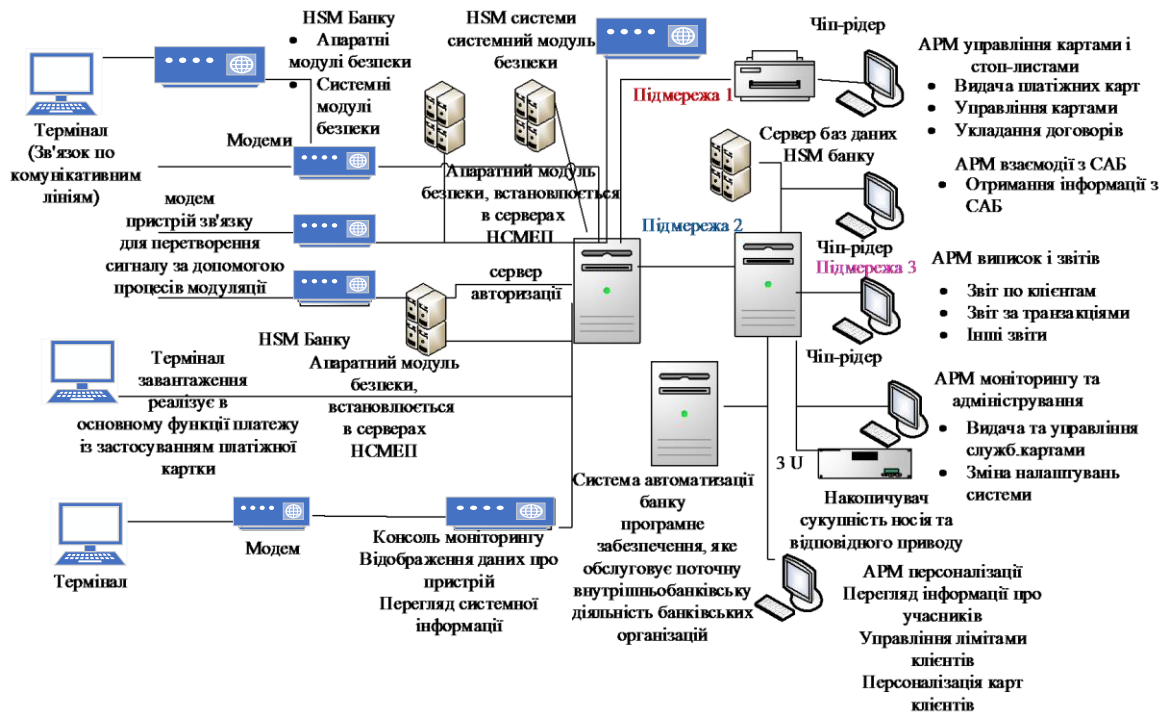 HSM Банку
• Апаратні
модулі безпеки
• Системні
модулі
безпеки
HSM системи
системний модуль
безпеки
Чіп-рідер
АРМ управління картами і
стоп-листами
• Видача платіжних карт
• Управління картами
• Укладання договорів
Підмережа 1
Термінал
(Зв'язок по
комунікативним
лініям)
Модеми
Сервер баз даних
HSM банку
АРМ взаємодії з САБ
• Отримання інформації з
САБ
Апаратний модуль
безпеки, встановлюється
в серверах
НСМЕП
модем
пристрій зв'язку
для перетворення
сигналу за допомогою
процесів модуляції
Підмережа 2
Чіп-рідер
Підмережа 3
АРМ виписок і звітів
• Звіт по клієнтам
• Звіт за транзакціями
• Інші звіти
сервер
авторизації
HSM Банку
Апаратний модуль
безпеки,
встановлюється
в серверах
НСМЕП
Чіп-рідер
Термінал
завантаження
реалізує в
основному функції платежу
із застосуванням платіжної
картки
АРМ моніторингу та
адміністрування
• Видача та управління
служб.картами
• Зміна налаштувань
системи
3 U
Накопичувач
сукупність носія та
відповідного приводу
Система автоматизації
банку
програмне
забезпечення, яке
обслуговує поточну
внутрішньобанківську
діяльність банківських
організацій
Термінал
Модем
Консоль моніторингу
Відображення даних про
пристрій
Перегляд системної
інформації
АРМ персоналізації
Перегляд інформації про
учасників
Управління лімітами
клієнтів
Персоналізація карт
клієнтів